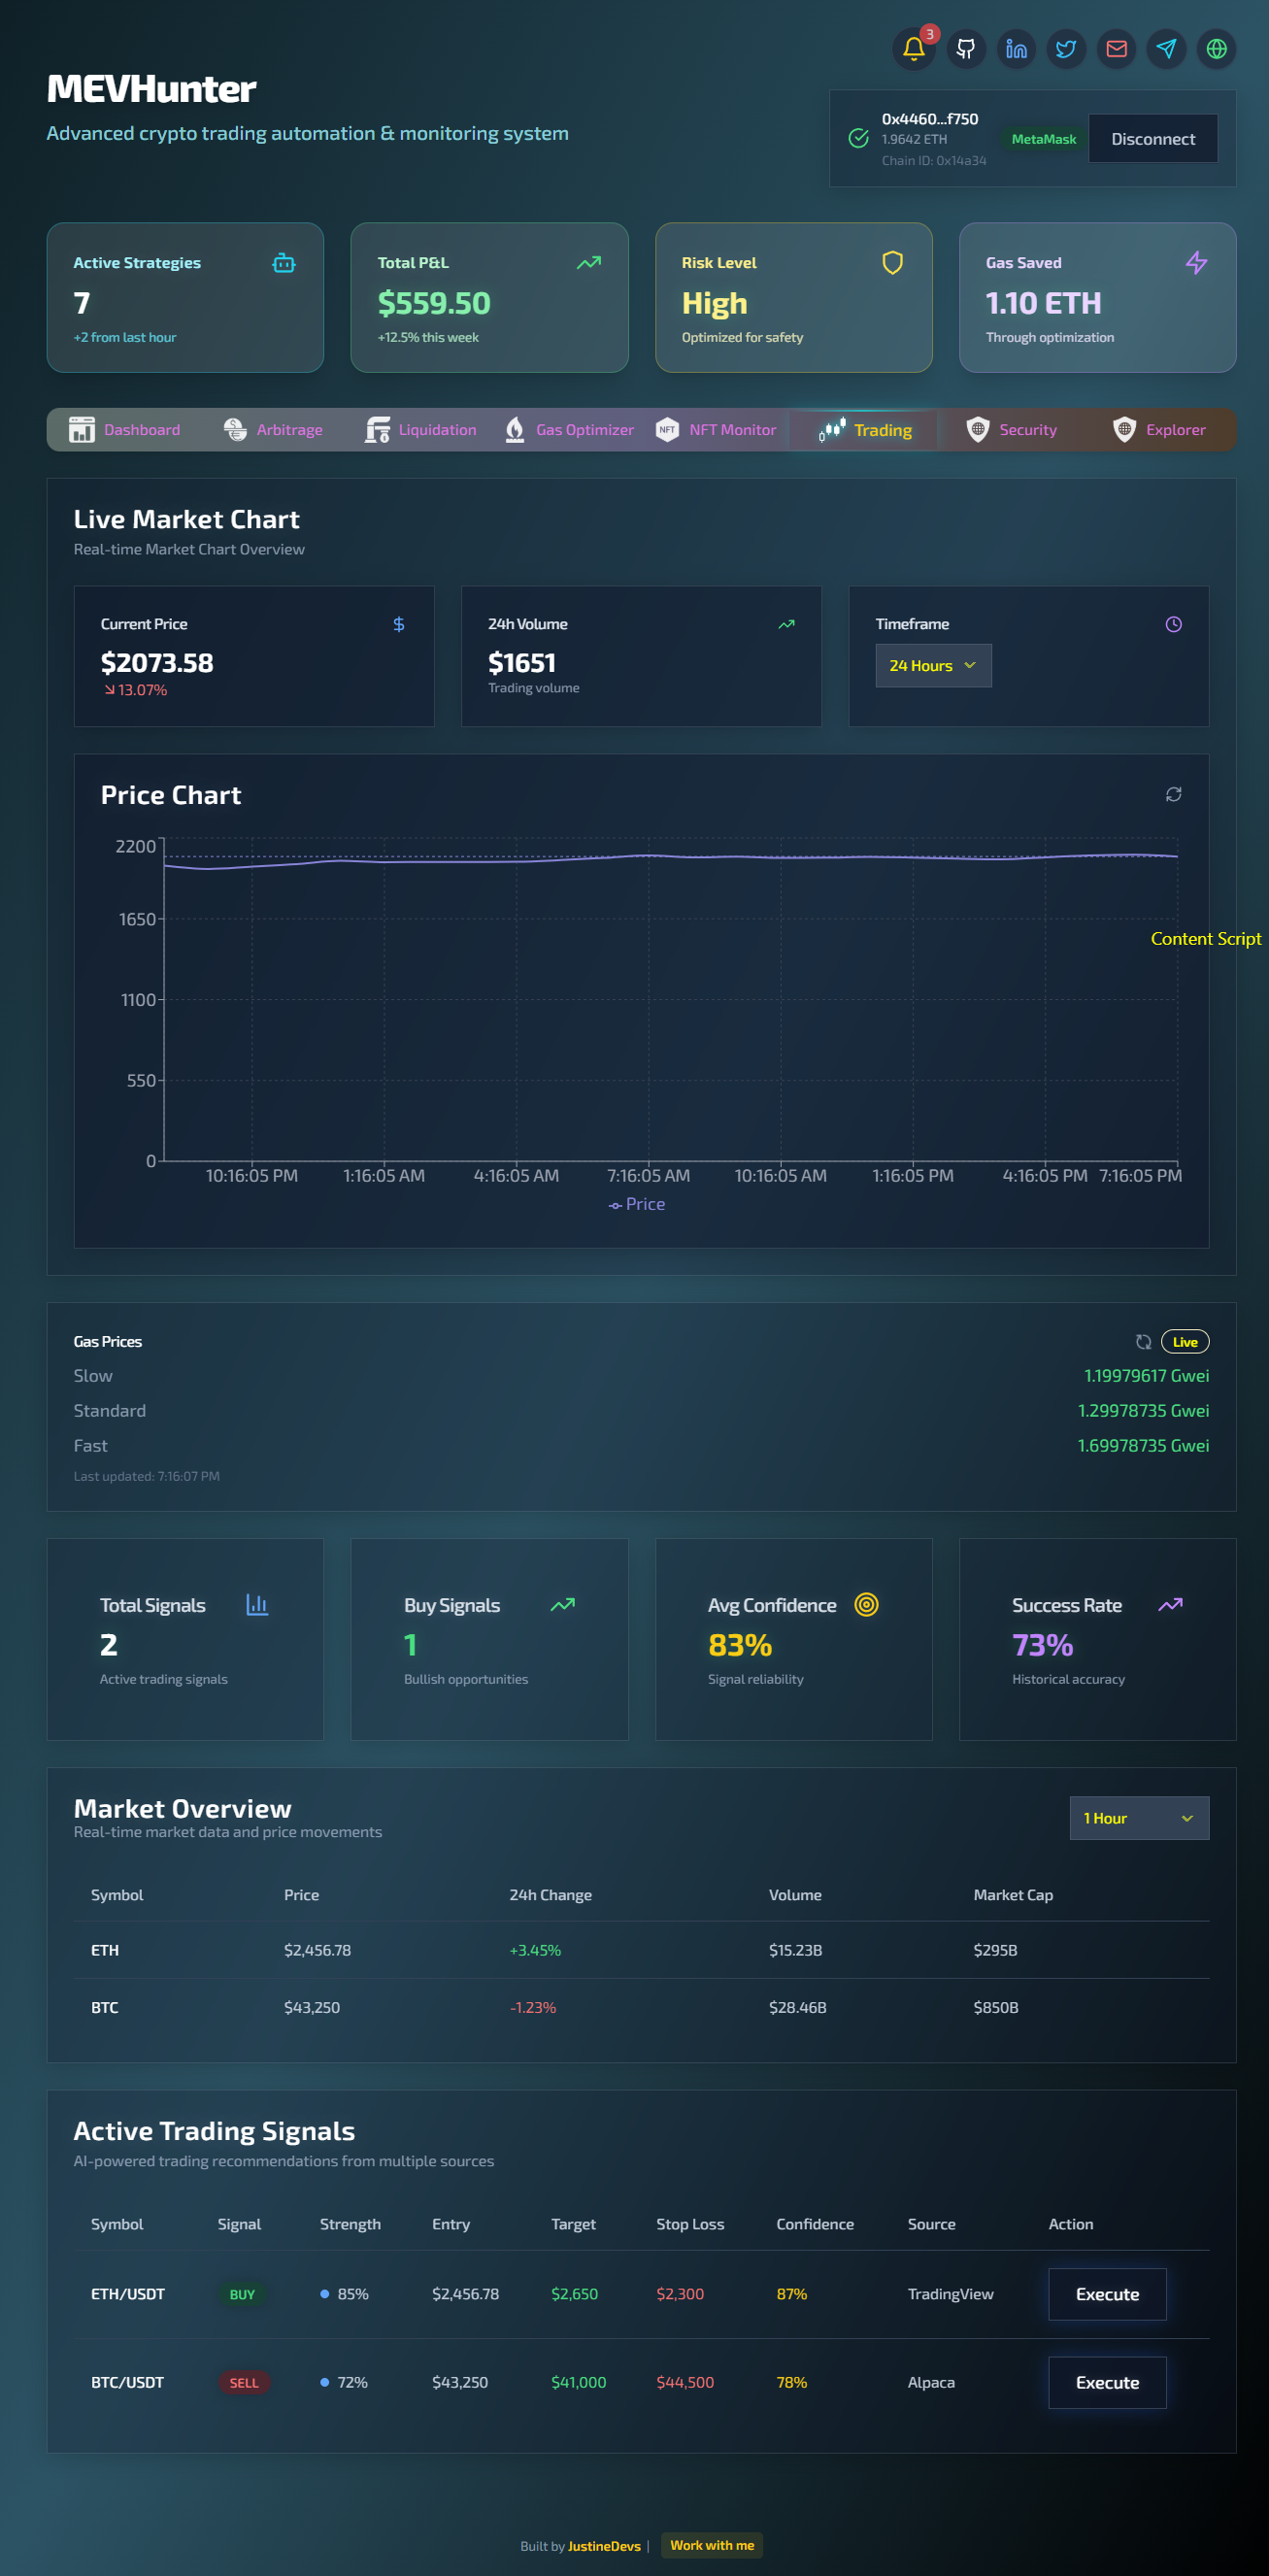 3
MEVHunter
Advanced crypto trading automation & monitoring system
0x4460...f750
1.9642 ETH
Chain ID: 0x14a34
MetaMask
Disconnect
Active Strategies
7
+2 from last hour
Total P&L
$559.50
+12.5% this week
Risk Level
High
Optimized for safety
Gas Saved
1.10 ETH
Through optimization
Dashboard Arbitrage Liquidation Gas Optimizer NFT NFT Monitor Trading Security Explorer
Live Market Chart
Real-time Market Chart Overview
Current Price
$2073.58
13.07%
24h Volume
$1651
Trading volume
Timeframe
24 Hours
Price Chart
2200
1650
Content Script
1100
550
0
10:16:05 PM 1:16:05 AM 4:16:05 AM 7:16:05 AM 10:16:05 AM 1:16:05 PM 4:16:05 PM 7:16:05 PM
Price
Gas Prices Live
Slow 1.19979617 Gwei
Standard 1.29978735 Gwei
Fast 1.69978735 Gwei
Last updated: 7:16:07 PM
Total Signals
2
Active trading signals
Buy Signals
1
Bullish opportunities
Avg Confidence
83%
Signal reliability
Success Rate
73%
Historical accuracy
Market Overview
Real-time market data and price movements
1 Hour
Symbol Price 24h Change Volume Market Cap
ETH $2,456.78 +3.45% $15.23B $295B
BTC $43,250 -1.23% $28.46B $850B
Active Trading Signals
AI-powered trading recommendations from multiple sources
Symbol Signal Strength Entry Target Stop Loss Confidence Source Action
ETH/USDT BUY 85% $2,456.78 $2,650 $2,300 87% TradingView Execute
BTC/USDT SELL 72% $43,250 $41,000 $44,500 78% Alpaca Execute
Built by JustineDevs | Work with me